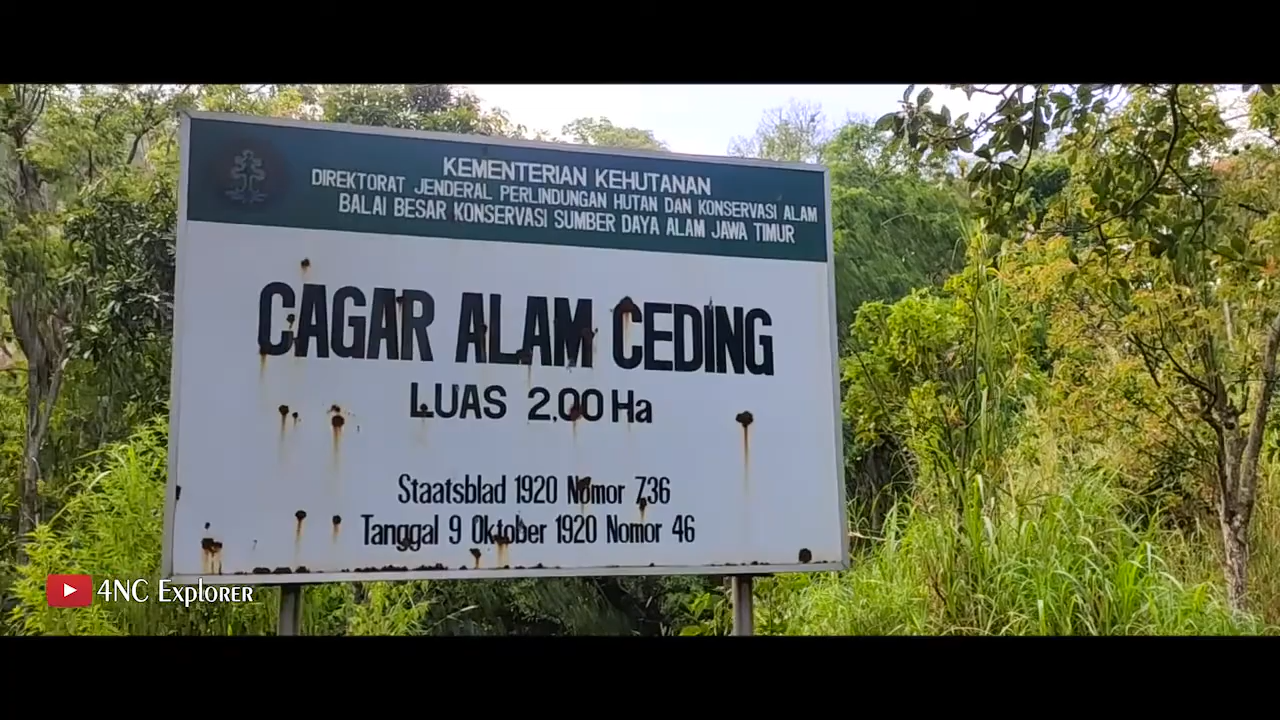 KEMENTERIAN KEHUTANAN
DIREKTORAT JENDERAL PERLINDUNGAN HUTAN DAN KONSERVASI ALAM
BALAI BESAR KONSERVASI SUMBER DAYA ALAM JAWA TIMUR
CAGAR ALAM CEDING
LUAS 2,00 Ha
Staatsblad 1920 Nomor 736
Tanggal 9 Oktober 1920 Nomor 46
4NC Explorer